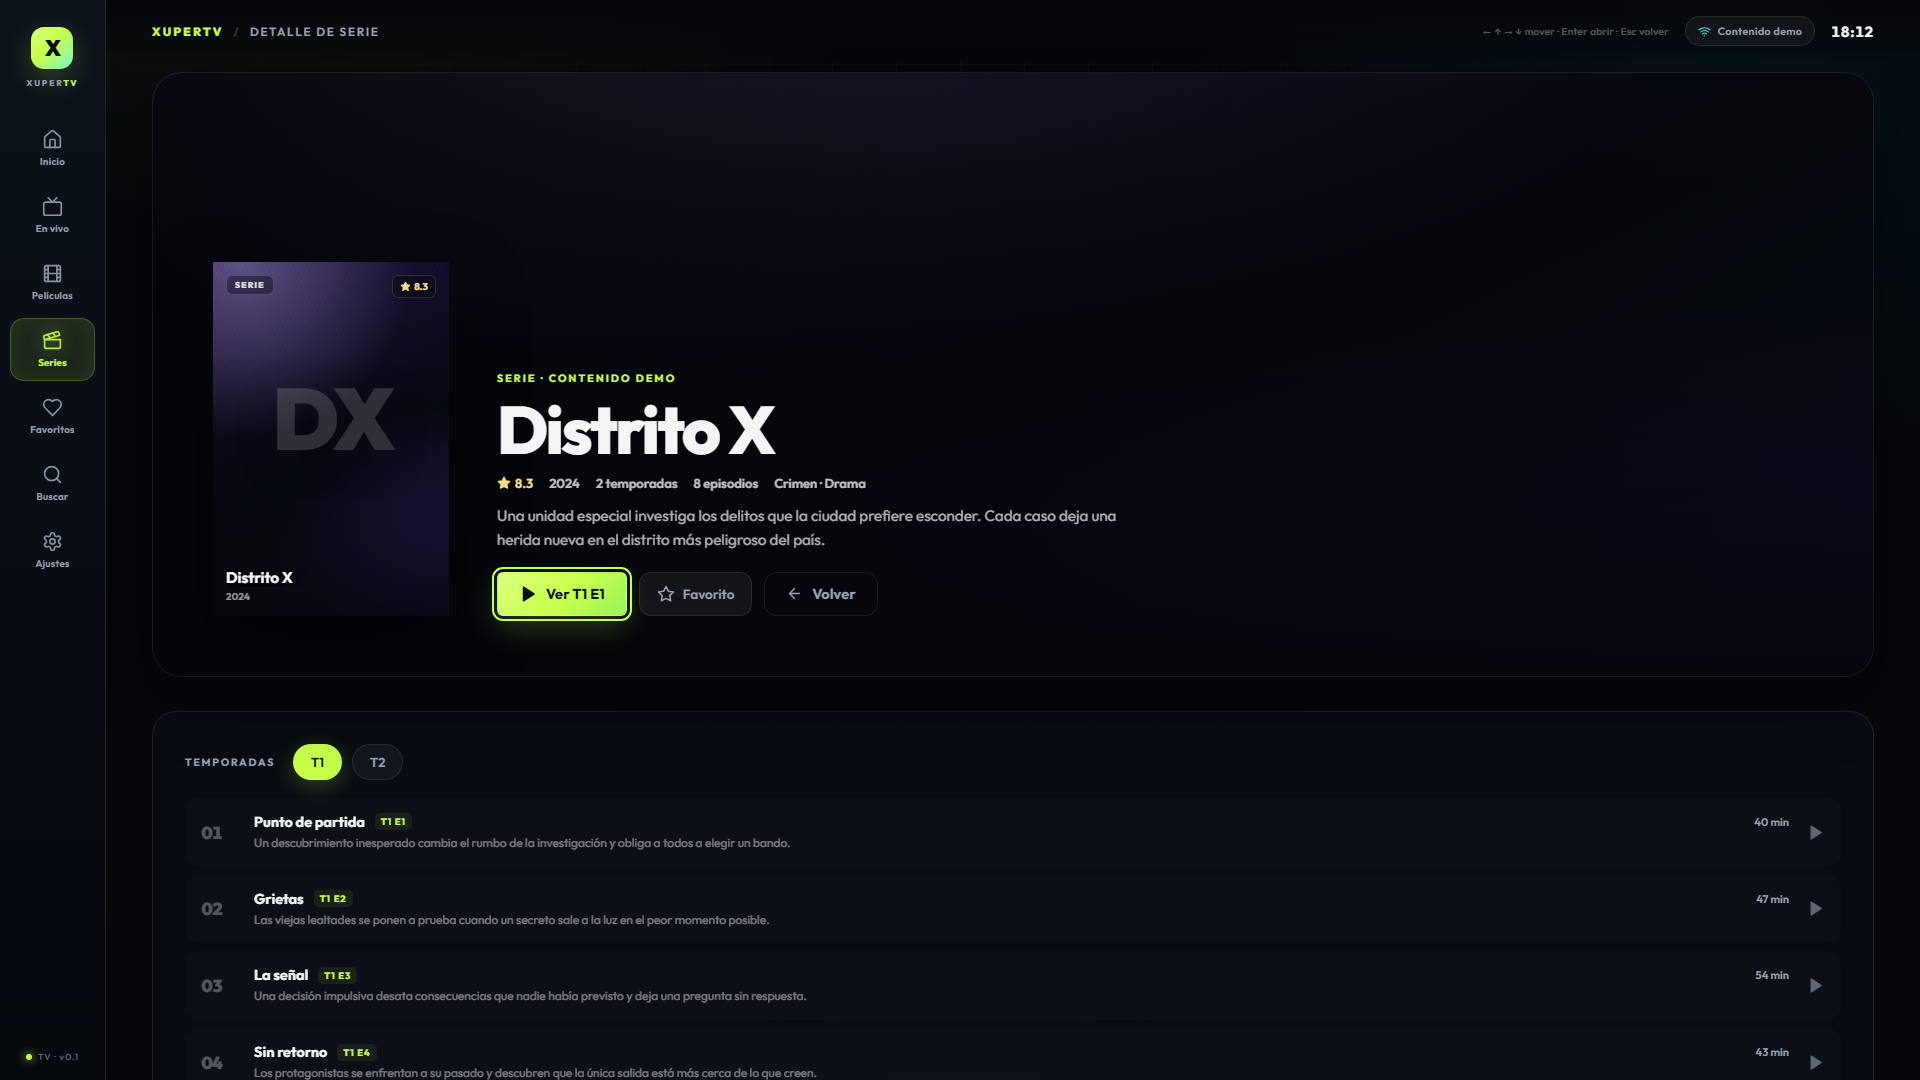 X
XUPERTV
Inicio
En vivo
Películas
Series
Favoritos
Buscar
Ajustes
TV · v0.1
XUPERTV / DETALLE DE SERIE
← ↑ → ↓ mover · Enter abrir · Esc volver
Contenido demo
18:12
SERIE
★ 8.3
DX
Distrito X
2024
SERIE · CONTENIDO DEMO
Distrito X
★ 8.3 2024 2 temporadas 8 episodios Crimen · Drama
Una unidad especial investiga los delitos que la ciudad prefiere esconder. Cada caso deja una
herida nueva en el distrito más peligroso del país.
Ver T1 E1
Favorito
← Volver
TEMPORADAS T1 T2
01 Punto de partida T1 E1 40 min
Un descubrimiento inesperado cambia el rumbo de la investigación y obliga a todos a elegir un bando.
02 Grietas T1 E2 47 min
Las viejas lealtades se ponen a prueba cuando un secreto sale a la luz en el peor momento posible.
03 La señal T1 E3 54 min
Una decisión impulsiva desata consecuencias que nadie había previsto y deja una pregunta sin respuesta.
04 Sin retorno T1 E4 43 min
Los protagonistas se enfrentan a su pasado y descubren que la única salida está más cerca de lo que creen.